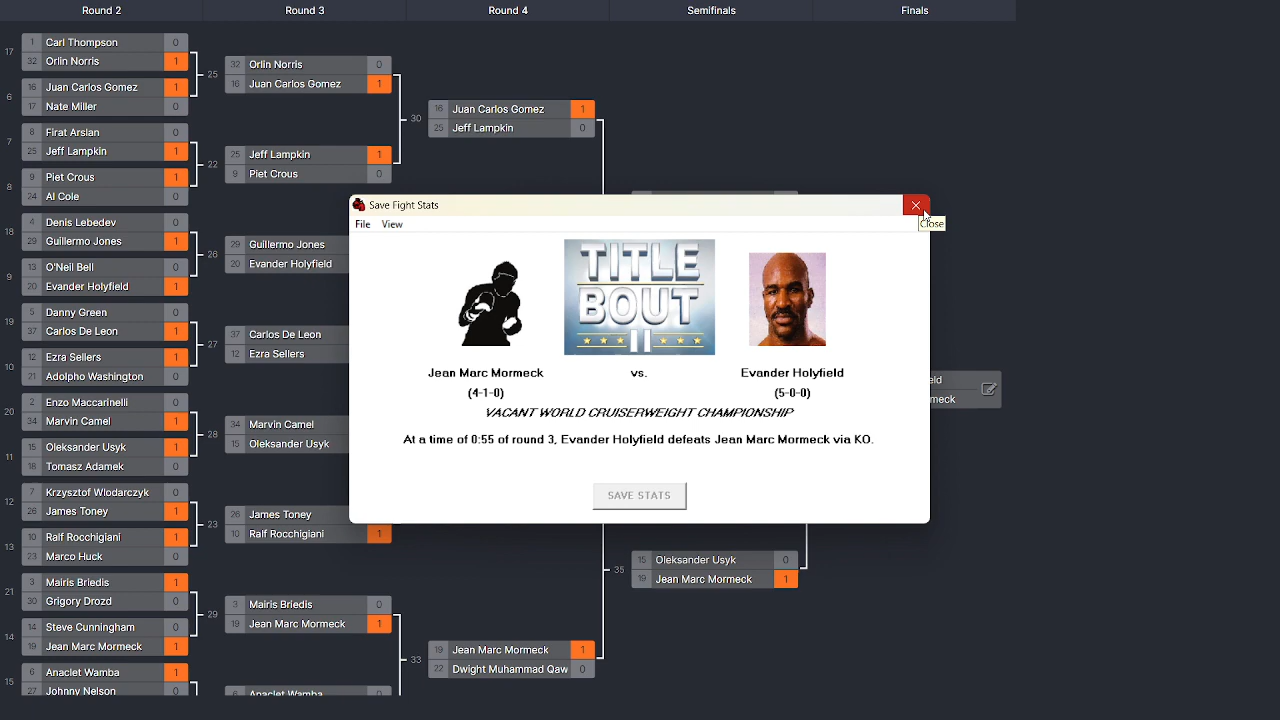 Round 2
Round 3
Round 4
Semifinals
Finals
17
1 Carl Thompson 0
32 Orlin Norris 1
6
16 Juan Carlos Gomez 1
17 Nate Miller 0
7
8 Firat Arslan 0
25 Jeff Lampkin 1
8
9 Piet Crous 1
24 Al Cole 0
18
4 Denis Lebedev 0
29 Guillermo Jones 1
9
13 O'Neil Bell 0
20 Evander Holyfield 1
19
5
37 Carlos De Leon 1
10
12 Ezra Sellers 1
21 Adolpho Washington 0
20
2 Enzo Maccarinelli 0
34 Marvin Camel 1
11
15 Oleksander Usyk 1
18 Tomasz Adamek 0
12
7 Krzysztof Wlodarczyk 0
26 James Toney 1
13
10 Ralf Rocchigiani 1
23 Marco Huck 0
21
3 Mairis Briedis 1
30 Grigory Drozd 0
14
14 Steve Cunningham 0
19 Jean Marc Mormeck 1
15
6 Anaclet Wamba 1
27 Johnny Nelson 0
25
32 Orlin Norris 0
16 Juan Carlos Gomez 1
22
25 Jeff Lampkin 1
9 Piet Crous 0
26
29 Guillermo Jones
20 Evander Holyfield
27
37 Carlos De Leon
12 Ezra Sellers
28
34 Marvin Camel
15 Oleksander Usyk
23
26 James Toney
10 Ralf Rocchigiani 1
29
3 Mairis Briedis 0
19 Jean Marc Mormeck 1
6 Anaclet Wamba 0
30
16 Juan Carlos Gomez 1
25 Jeff Lampkin 0
33
19 Jean Marc Mormeck 1
22 Dwight Muhammad Qaw 0
35
15 Oleksander Usyk 0
19 Jean Marc Mormeck 1
eld
meck
Save Fight Stats
Close
File View
TITLE
BOUT
II
Jean Marc Mormeck vs. Evander Holyfield
(4-1-0) (5-0-0)
VACANT WORLD CRUISERWEIGHT CHAMPIONSHIP
At a time of 0:55 of round 3, Evander Holyfield defeats Jean Marc Mormeck via KO.
SAVE STATS